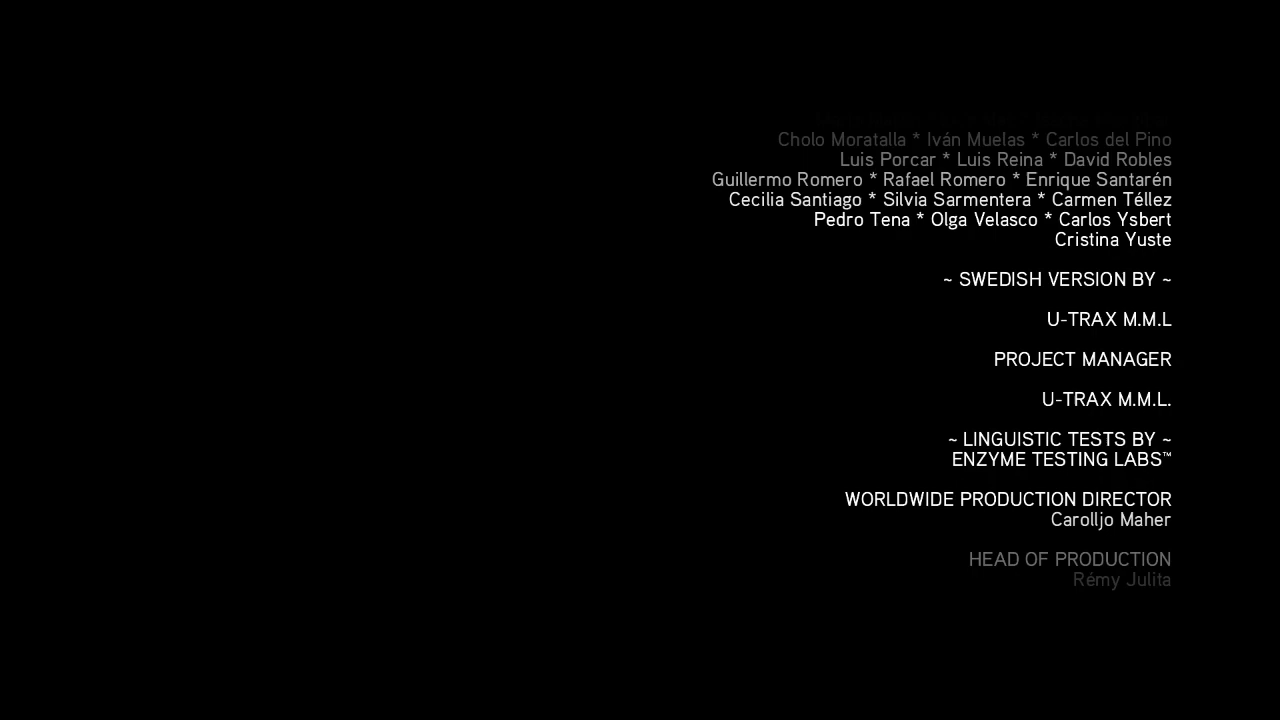 Cholo Moratalla * Iván Muelas * Carlos del Pino
Luis Porcar * Luis Reina * David Robles
Guillermo Romero * Rafael Romero * Enrique Santarén
Cecilia Santiago * Silvia Sarmentera * Carmen Téllez
Pedro Tena * Olga Velasco * Carlos Ysbert
Cristina Yuste
~ SWEDISH VERSION BY ~
U-TRAX M.M.L
PROJECT MANAGER
U-TRAX M.M.L.
~ LINGUISTIC TESTS BY ~
ENZYME TESTING LABS™
WORLDWIDE PRODUCTION DIRECTOR
Carolljo Maher
HEAD OF PRODUCTION
Rémy Julita